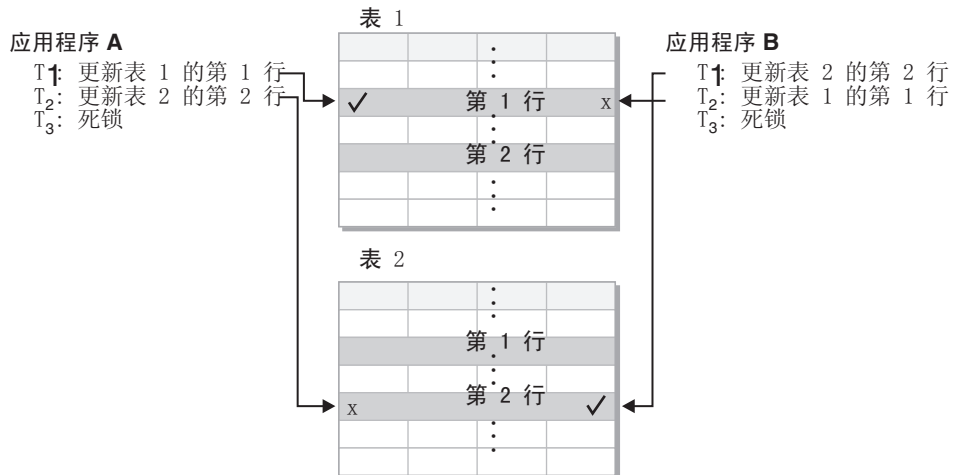 应用程序 A
T1: 更新表 1 的第 1 行
T2: 更新表 2 的第 2 行
T3: 死锁
表 1
✓ 第 1 行 x
第 2 行
应用程序 B
T1: 更新表 2 的第 2 行
T2: 更新表 1 的第 1 行
T3: 死锁
表 2
第 1 行
x 第 2 行 ✓